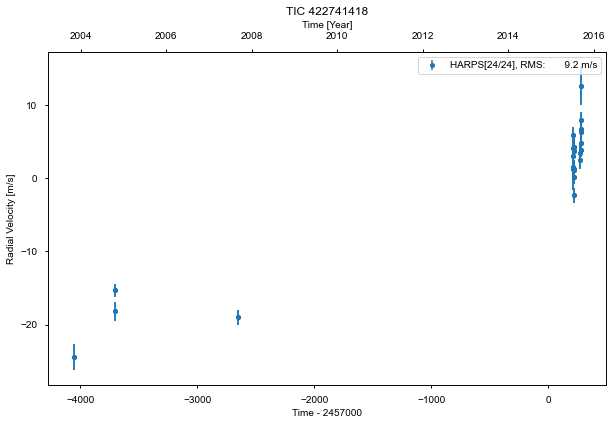 TIC 422741418
Time [Year]
2004 2006 2008 2010 2012 2014 2016
HARPS[24/24], RMS: 9.2 m/s
10
0
−10
−20
Radial Velocity [m/s]
−4000 −3000 −2000 −1000 0
Time - 2457000